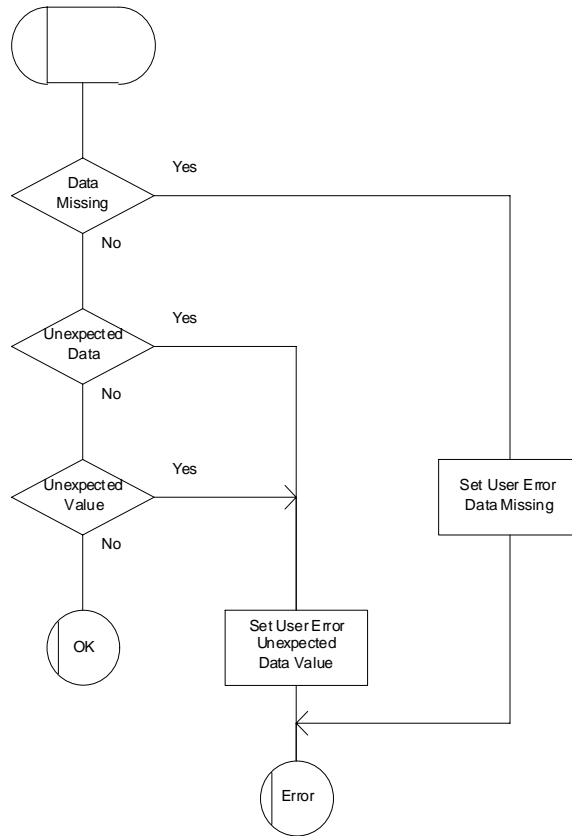 Yes
Data
Missing
No
Yes
Unexpected
Data
No
Yes
Unexpected
Value
Set User Error
Data Missing
No
Set User Error
Unexpected
Data Value
OK
Error